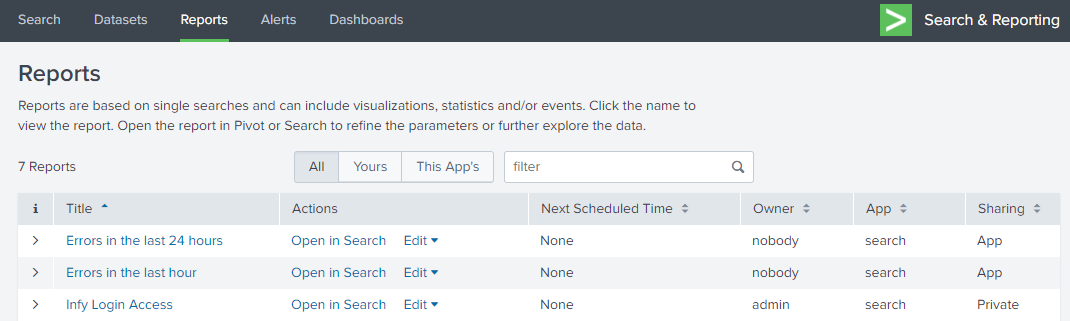 Search Datasets Reports Alerts Dashboards > Search & Reporting
Reports
Reports are based on single searches and can include visualizations, statistics and/or events. Click the name to
view the report. Open the report in Pivot or Search to refine the parameters or further explore the data.
7 Reports All Yours This App's filter
i Title Actions Next Scheduled Time Owner App Sharing
> Errors in the last 24 hours Open in Search Edit None nobody search App
> Errors in the last hour Open in Search Edit None nobody search App
> Infy Login Access Open in Search Edit None admin search Private